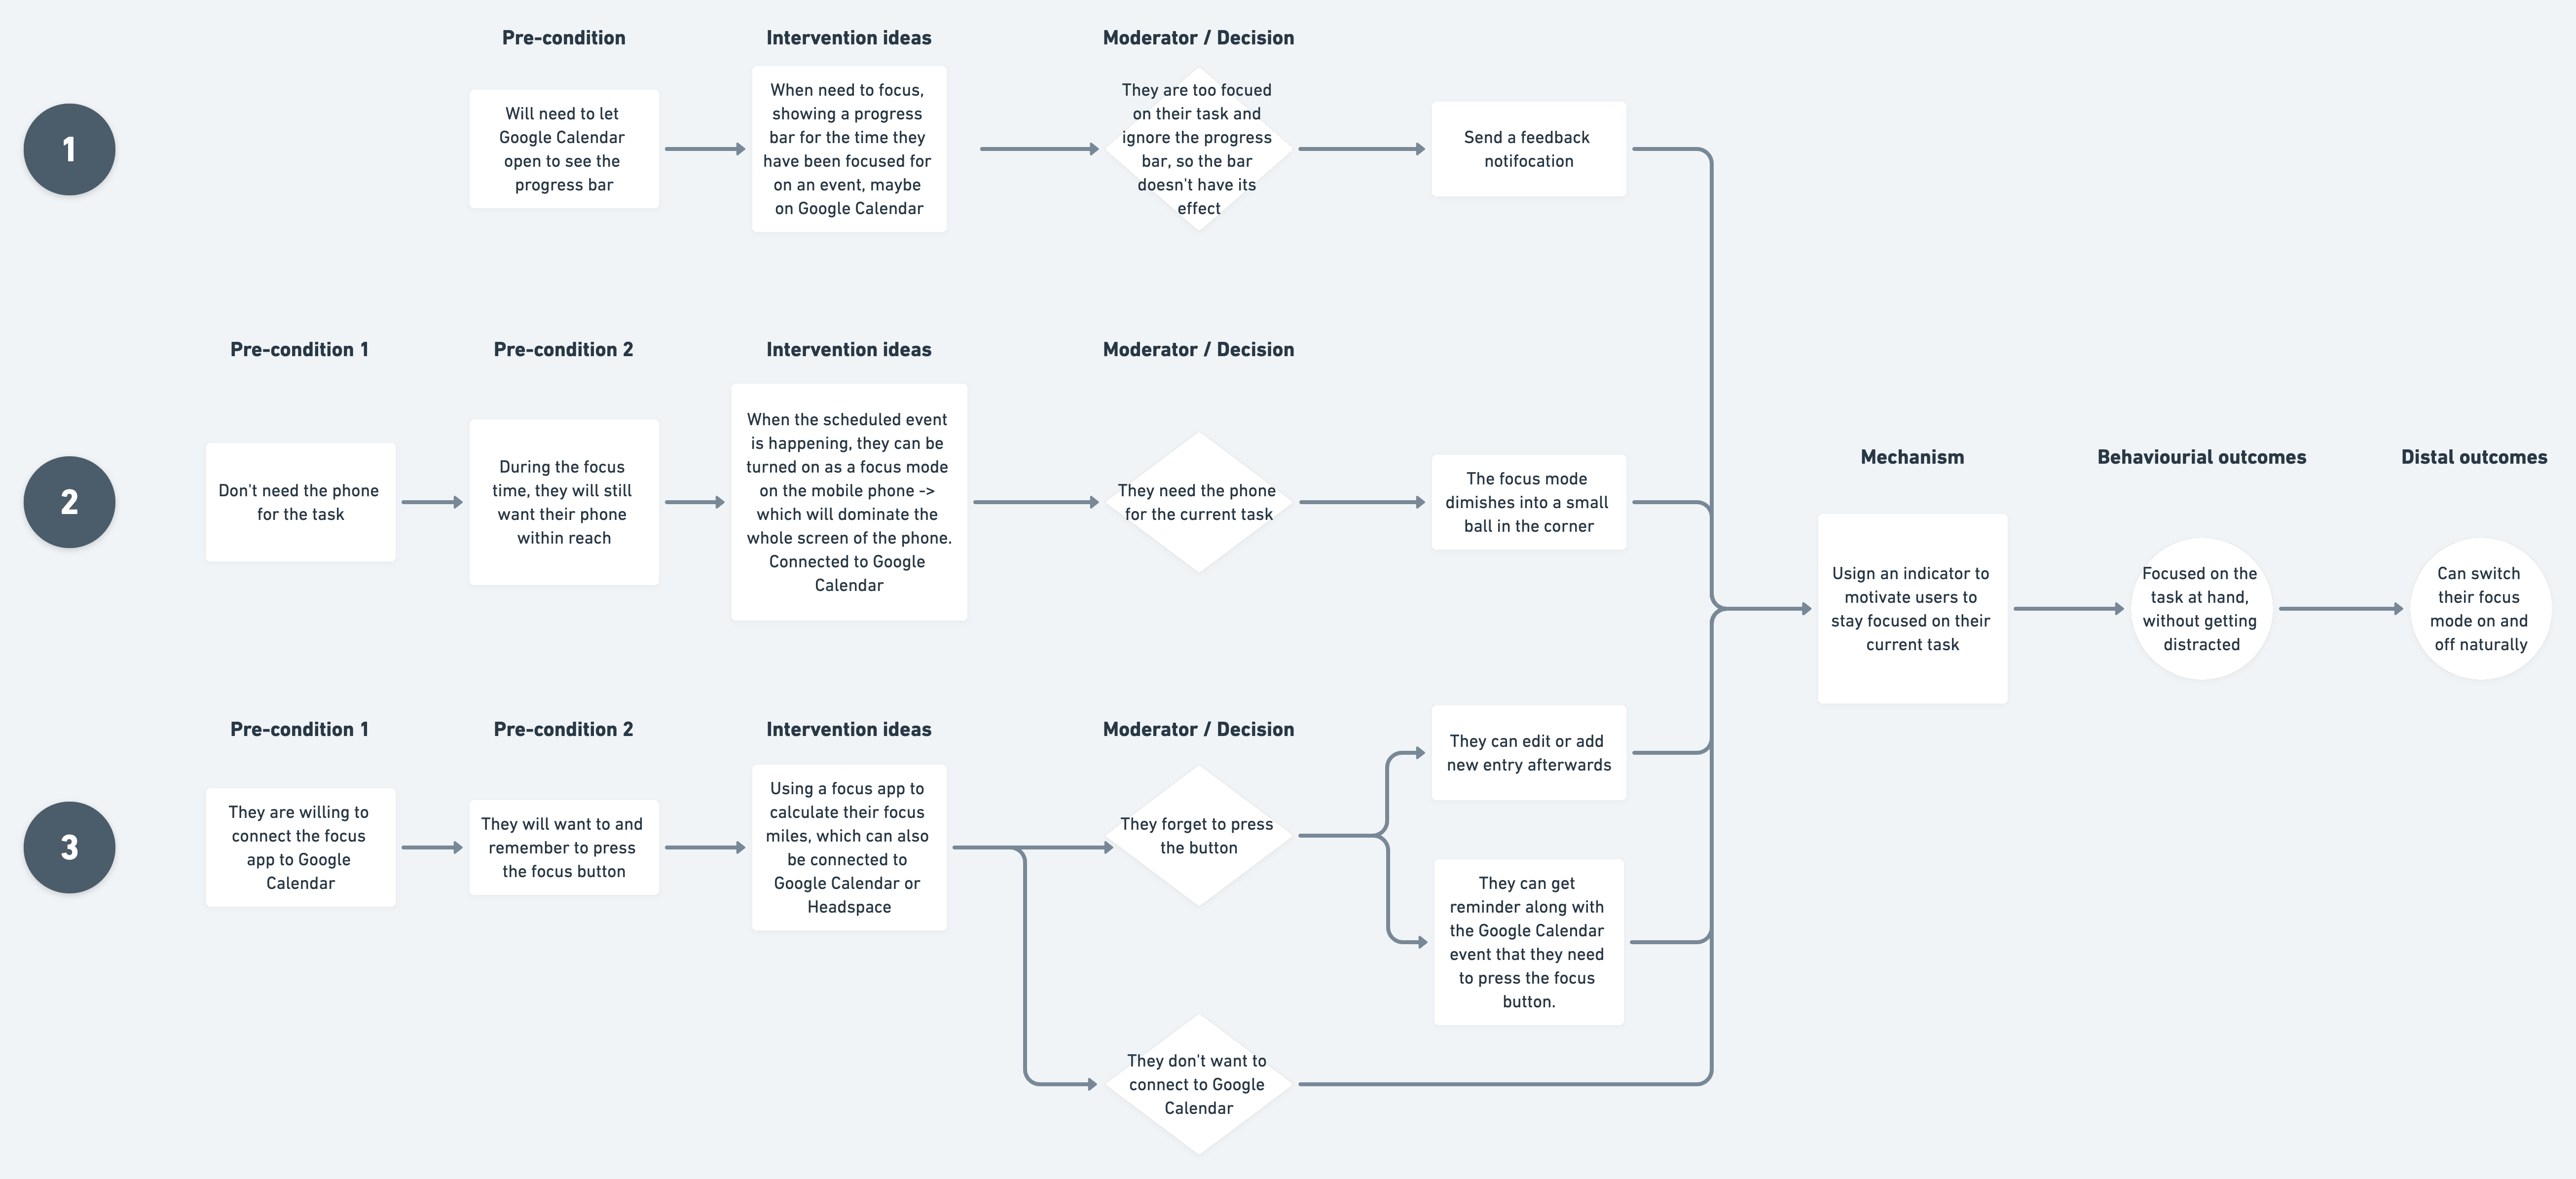 Pre-condition
Intervention ideas
Moderator / Decision
1
Will need to let
Google Calendar
open to see the
progress bar
When need to focus,
showing a progress
bar for the time they
have been focused for
on an event, maybe
on Google Calendar
They are too focued
on their task and
ignore the progress
bar, so the bar
doesn't have its
effect
Send a feedback
notifocation
Pre-condition 1
Pre-condition 2
Intervention ideas
Moderator / Decision
2
Don't need the phone
for the task
During the focus
time, they will still
want their phone
within reach
When the scheduled event
is happening, they can be
turned on as a focus mode
on the mobile phone ->
which will dominate the
whole screen of the phone.
Connected to Google
Calendar
They need the phone
for the current task
The focus mode
dimishes into a small
ball in the corner
Mechanism
Behaviourial outcomes
Distal outcomes
Usign an indicator to
motivate users to
stay focused on their
current task
Focused on the
task at hand,
without getting
distracted
Can switch
their focus
mode on and
off naturally
Pre-condition 1
Pre-condition 2
Intervention ideas
Moderator / Decision
3
They are willing to
connect the focus
app to Google
Calendar
They will want to and
remember to press
the focus button
Using a focus app to
calculate their focus
miles, which can also
be connected to
Google Calendar or
Headspace
They forget to press
the button
They can edit or add
new entry afterwards
They can get
reminder along with
the Google Calendar
event that they need
to press the focus
button.
They don't want to
connect to Google
Calendar